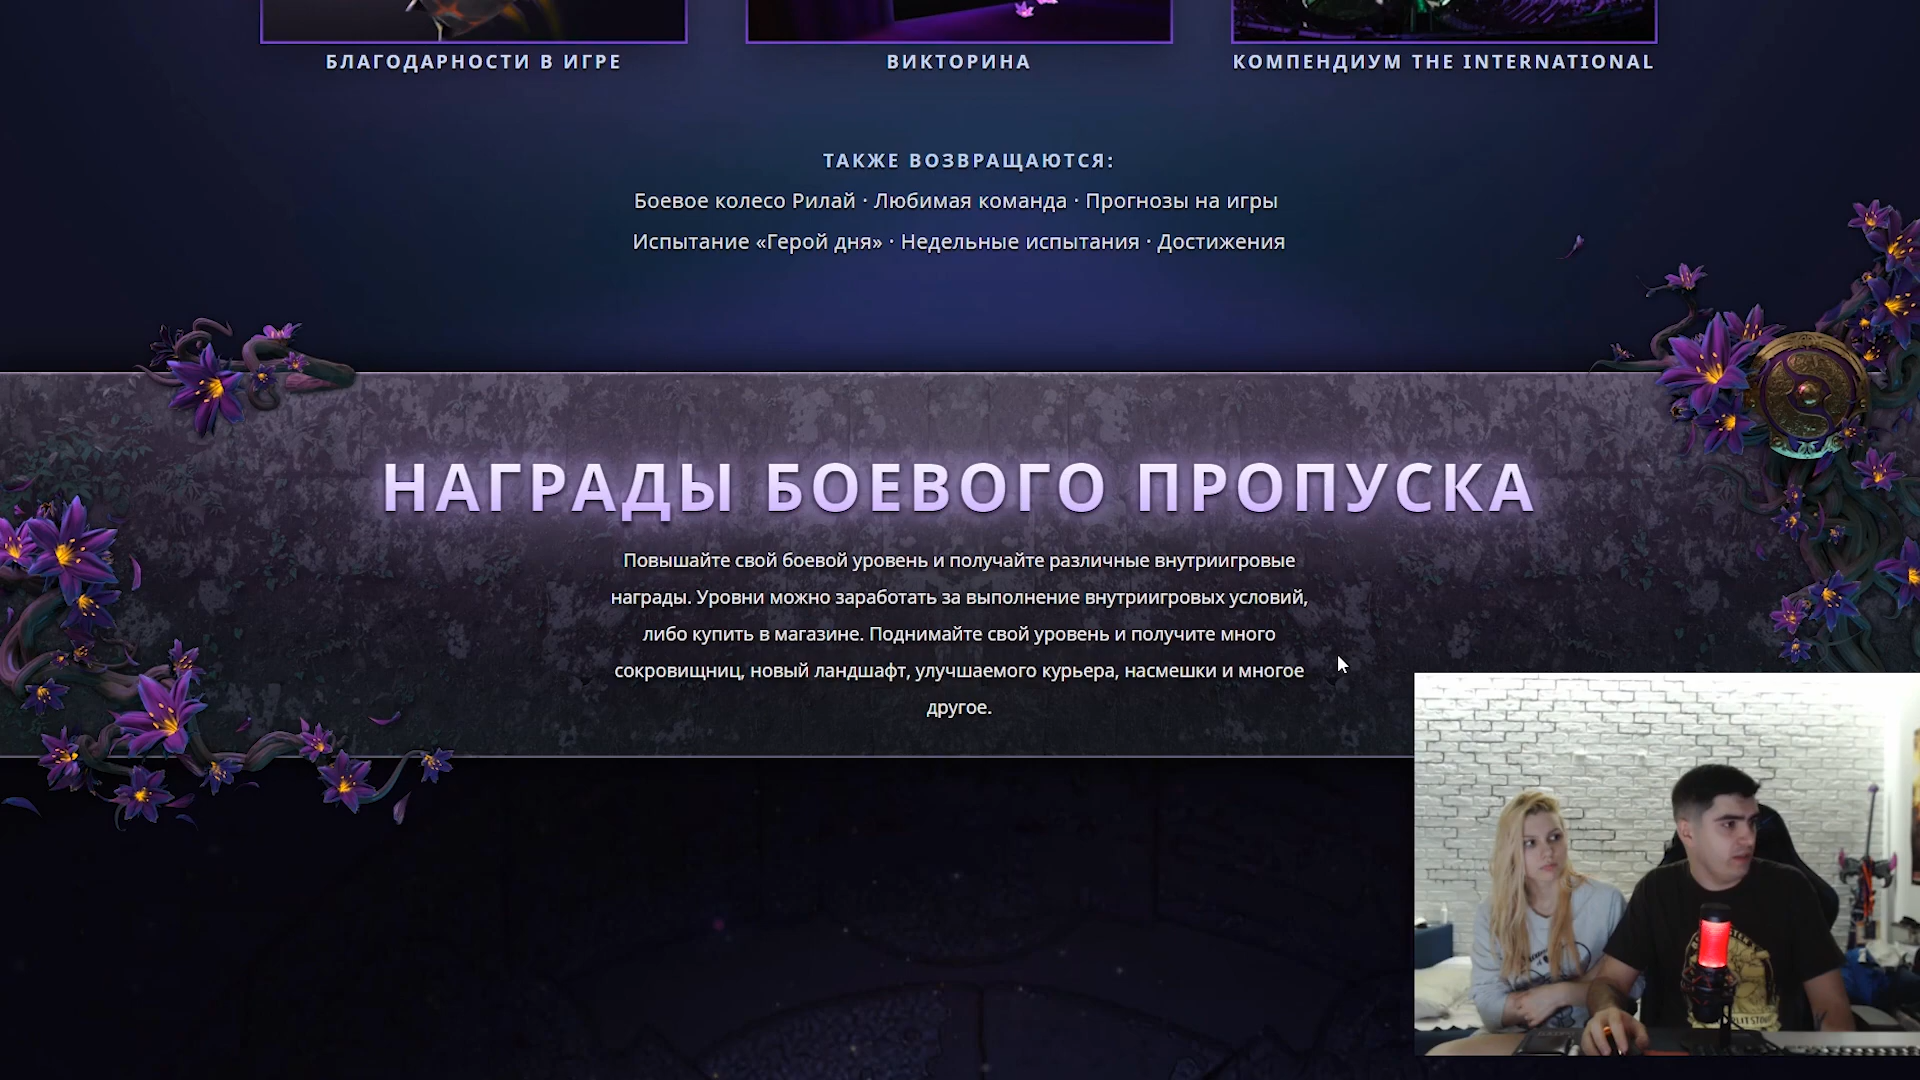 БЛАГОДАРНОСТИ В ИГРЕ
ВИКТОРИНА
КОМПЕНДИУМ THE INTERNATIONAL
ТАКЖЕ ВОЗВРАЩАЮТСЯ:
Боевое колесо Рилай · Любимая команда · Прогнозы на игры
Испытание «Герой дня» · Недельные испытания · Достижения
НАГРАДЫ БОЕВОГО ПРОПУСКА
Повышайте свой боевой уровень и получайте различные внутриигровые
награды. Уровни можно заработать за выполнение внутриигровых условий,
либо купить в магазине. Поднимайте свой уровень и получите много
сокровищниц, новый ландшафт, улучшаемого курьера, насмешки и многое
другое.